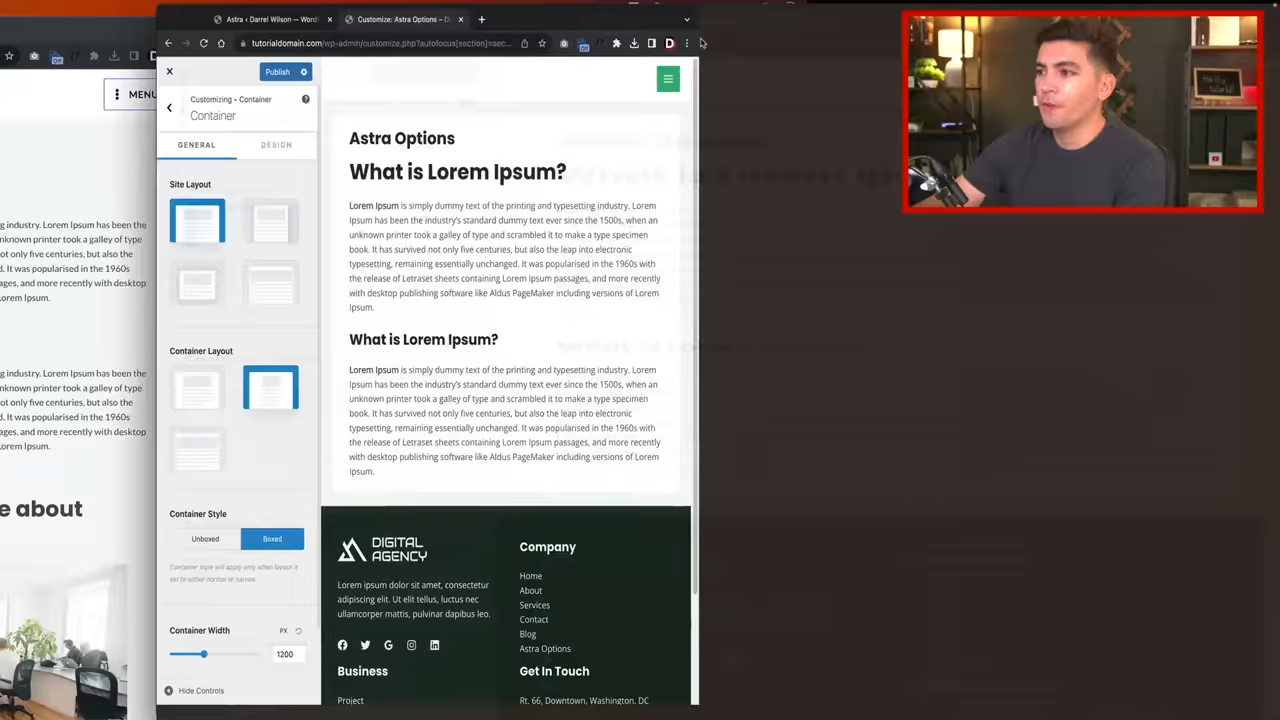 Astra ‹ Darrel Wilson — Word
Customize: Astra Options – D
tutorialdomain.com/wp-admin/customize.php?autofocus[section]=sec...
Publish
Customizing • Container
Container
GENERAL
DESIGN
Site Layout
Container Layout
Container Style
Unboxed
Boxed
Container style will apply only when layout is
set to either normal or narrow.
Container Width
PX
1200
Hide Controls
Astra Options
What is Lorem Ipsum?
Lorem Ipsum is simply dummy text of the printing and typesetting industry. Lorem
Ipsum has been the industry's standard dummy text ever since the 1500s, when an
unknown printer took a galley of type and scrambled it to make a type specimen
book. It has survived not only five centuries, but also the leap into electronic
typesetting, remaining essentially unchanged. It was popularised in the 1960s with
the release of Letraset sheets containing Lorem Ipsum passages, and more recently
with desktop publishing software like Aldus PageMaker including versions of Lorem
Ipsum.
What is Lorem Ipsum?
Lorem Ipsum is simply dummy text of the printing and typesetting industry. Lorem
Ipsum has been the industry's standard dummy text ever since the 1500s, when an
unknown printer took a galley of type and scrambled it to make a type specimen
book. It has survived not only five centuries, but also the leap into electronic
typesetting, remaining essentially unchanged. It was popularised in the 1960s with
the release of Letraset sheets containing Lorem Ipsum passages, and more recently
with desktop publishing software like Aldus PageMaker including versions of Lorem
Ipsum.
DIGITAL
AGENCY
Lorem ipsum dolor sit amet, consectetur
adipiscing elit. Ut elit tellus, luctus nec
ullamcorper mattis, pulvinar dapibus leo.
Business
Project
Company
Home
About
Services
Contact
Blog
Astra Options
Get In Touch
Rt. 66, Downtown, Washington, DC
MENU
g industry. Lorem Ipsum has been the
unknown printer took a galley of type
ot only five centuries, but also the leap
d. It was popularised in the 1960s
ages, and more recently with desktop
orem Ipsum.
g industry. Lorem Ipsum has been the
unknown printer took a galley of type
ot only five centuries, but also the leap
d. It was popularised in the 1960s
ages, and more recently with desktop
orem Ipsum.
e about
Hello
World!